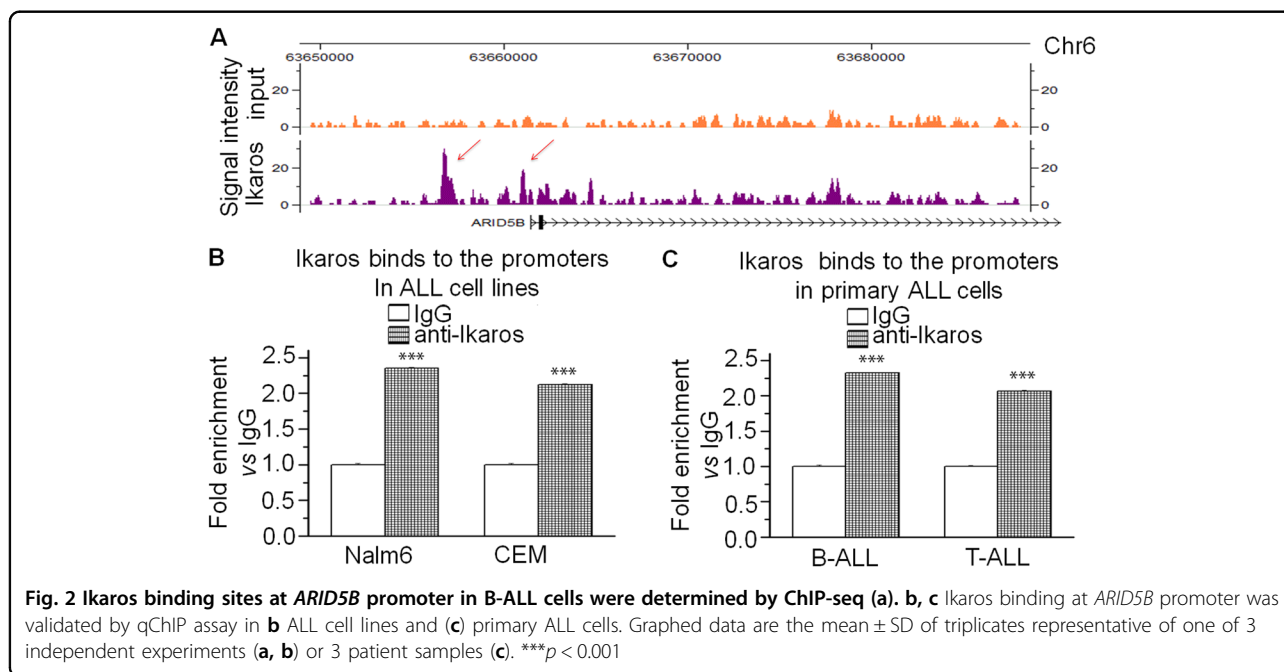 A
Chr6
63650000 63660000 63670000 63680000
Signal intensity
input
20
0
20
0
Ikaros
20
0
20
0
ARID5B
B
Ikaros binds to the promoters
In ALL cell lines
IgG
anti-Ikaros
Fold enrichment
vs IgG
2.5
2.0
1.5
1.0
0.5
0.0
***
***
Nalm6 CEM
C
Ikaros binds to the promoters
in primary ALL cells
IgG
anti-Ikaros
Fold enrichment
vs IgG
2.5
2.0
1.5
1.0
0.5
0.0
***
***
B-ALL T-ALL
Fig. 2 Ikaros binding sites at ARID5B promoter in B-ALL cells were determined by ChIP-seq (a). b, c Ikaros binding at ARID5B promoter was
validated by qChIP assay in b ALL cell lines and (c) primary ALL cells. Graphed data are the mean ± SD of triplicates representative of one of 3
independent experiments (a, b) or 3 patient samples (c). ***p < 0.001